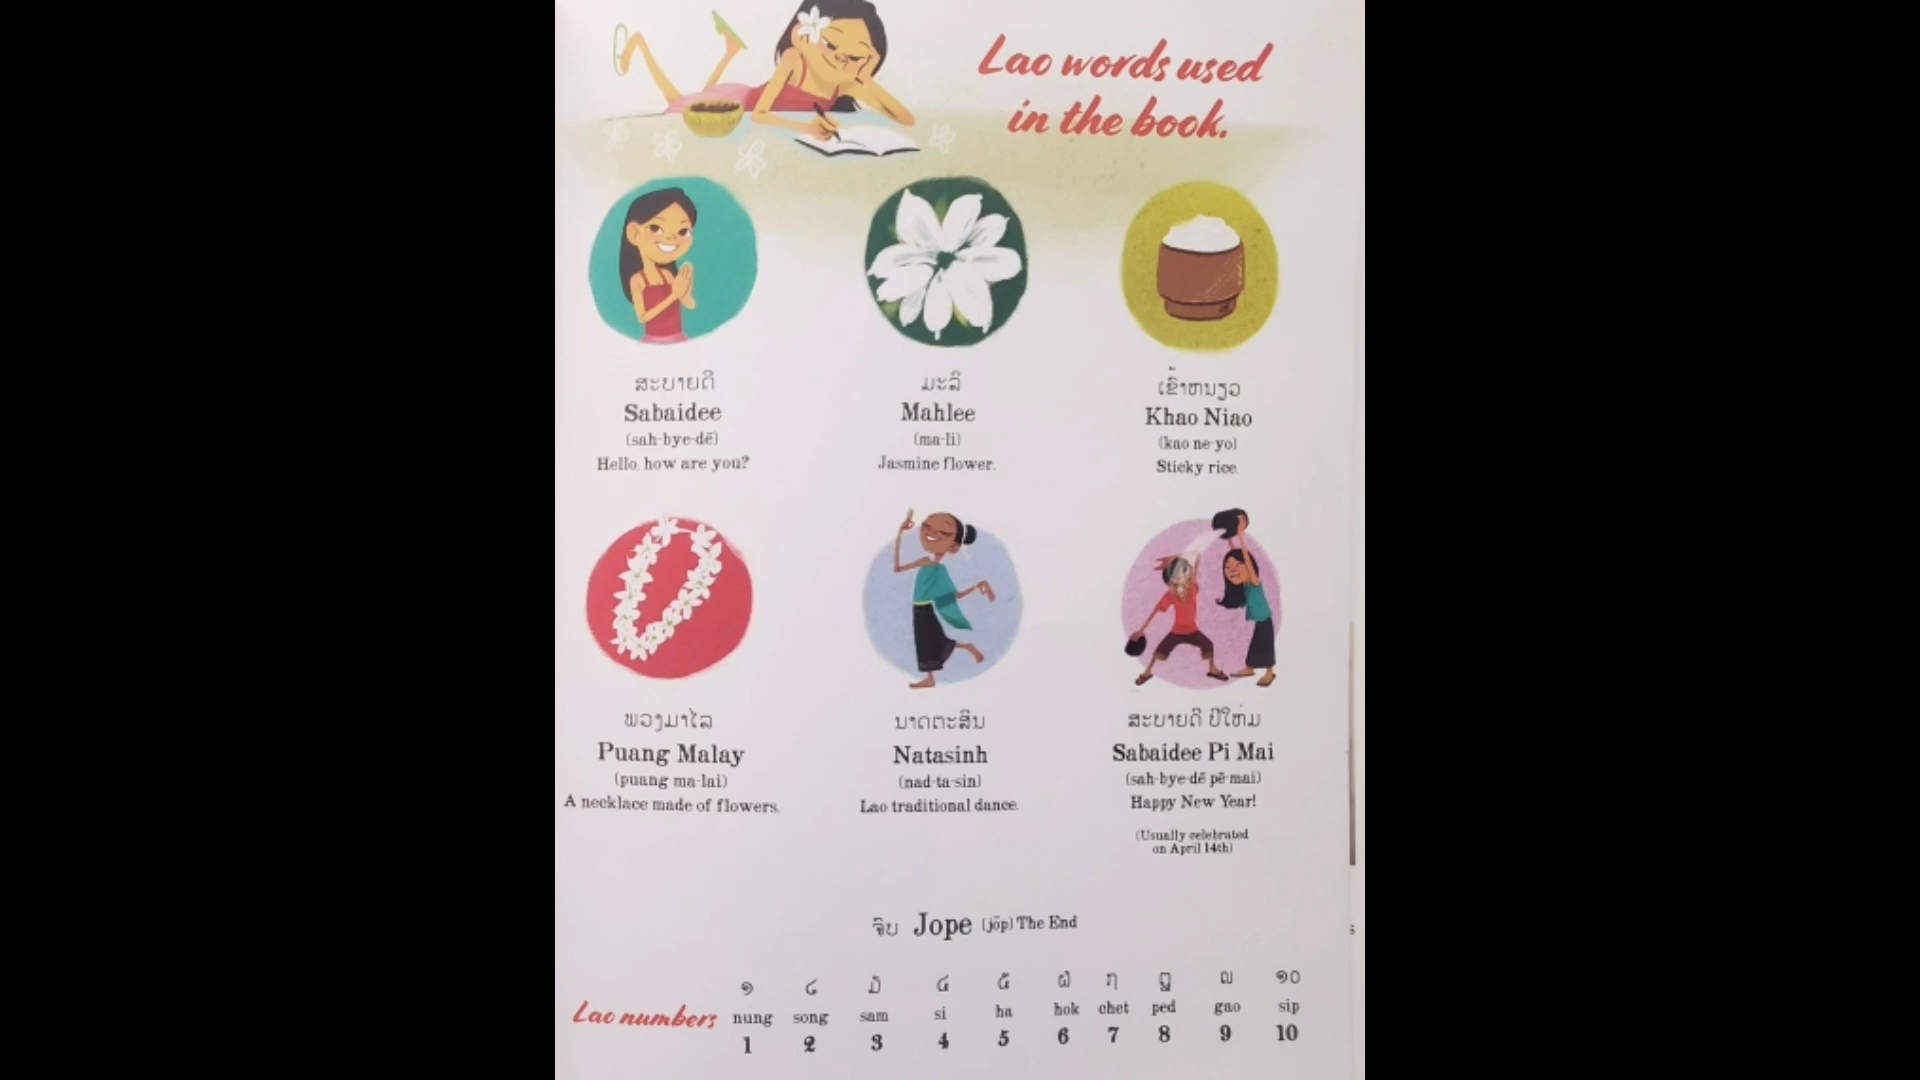 Lao words used
in the book.
ສະບາຍດີ
Sabaidee
(sah-bye-dē)
Hello, how are you?
ມະລິ
Mahlee
(ma-li)
Jasmine flower.
ເຂົ້າຫນຽວ
Khao Niao
(kao ne-yo)
Sticky rice.
ພວງມາໄລ
Puang Malay
(puang ma-lai)
A necklace made of flowers.
ນາດຕະສິນ
Natasinh
(nad-ta-sin)
Lao traditional dance.
ສະບາຍດີ ປີໃຫ່ມ
Sabaidee Pi Mai
(sah-bye-dē pē-mai)
Happy New Year!
(Usually celebrated
on April 14th)
ຈົບ Jope (jōp) The End
໑ ໒ ໓ ໔ ໕ ໖ ໗ ໘ ໙ ໑໐
Lao numbers nung song sam si ha hok chet ped gao sip
1 2 3 4 5 6 7 8 9 10